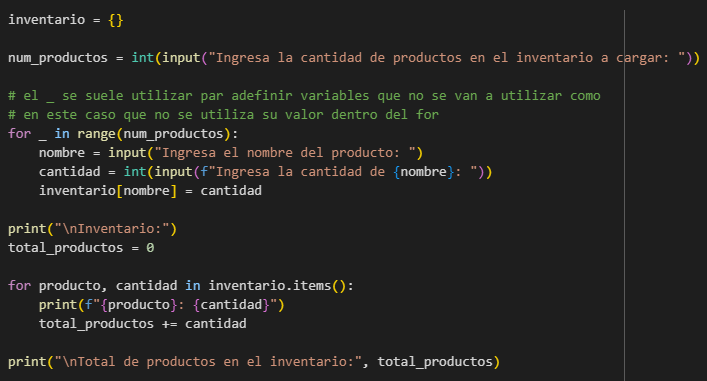 inventario = {}
num_productos = int(input("Ingresa la cantidad de productos en el inventario a cargar: "))
# el _ se suele utilizar par adefinir variables que no se van a utilizar como
# en este caso que no se utiliza su valor dentro del for
for _ in range(num_productos):
    nombre = input("Ingresa el nombre del producto: ")
    cantidad = int(input(f"Ingresa la cantidad de {nombre}: "))
    inventario[nombre] = cantidad
print("\nInventario:")
total_productos = 0
for producto, cantidad in inventario.items():
    print(f"{producto}: {cantidad}")
    total_productos += cantidad
print("\nTotal de productos en el inventario:", total_productos)